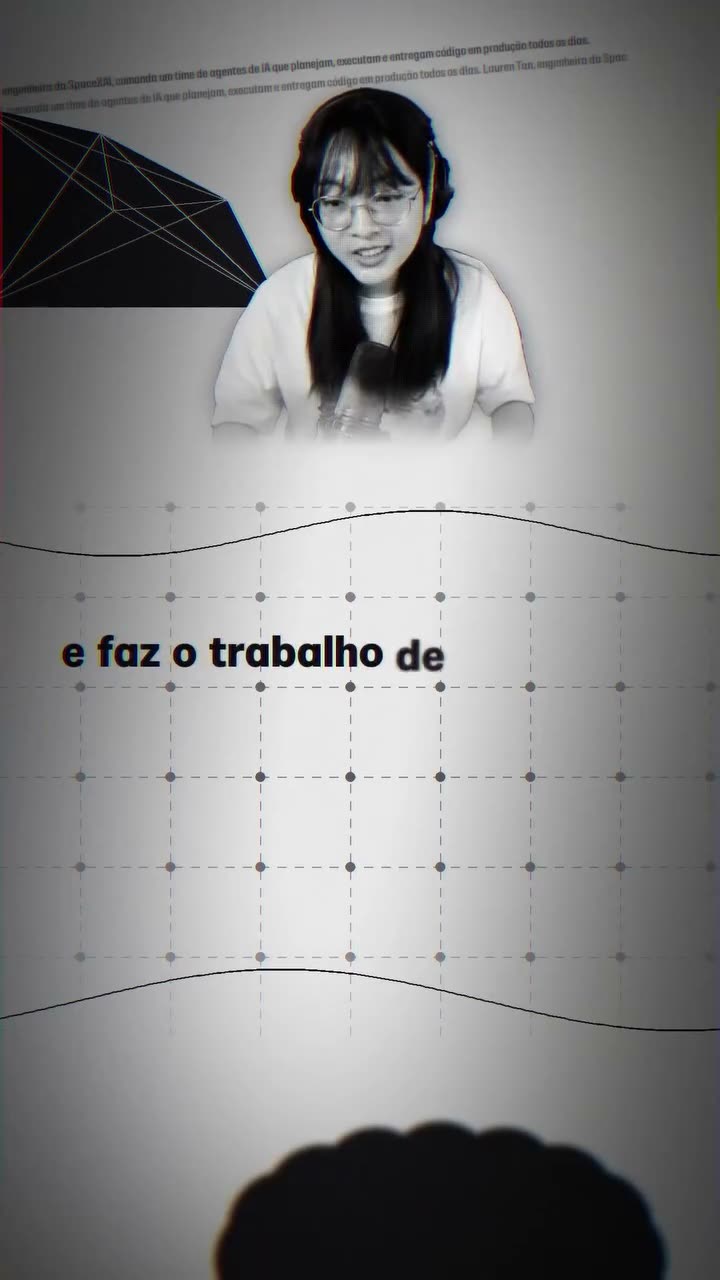 engenheira da SpaceXAI, comanda um time de agentes de IA que planejam, executam e entregam código em produção todos os dias.
comanda um time de agentes de IA que planejam, executam e entregam código em produção todos os dias. Lauren Tan, engenheira da Spac
e faz o trabalho de